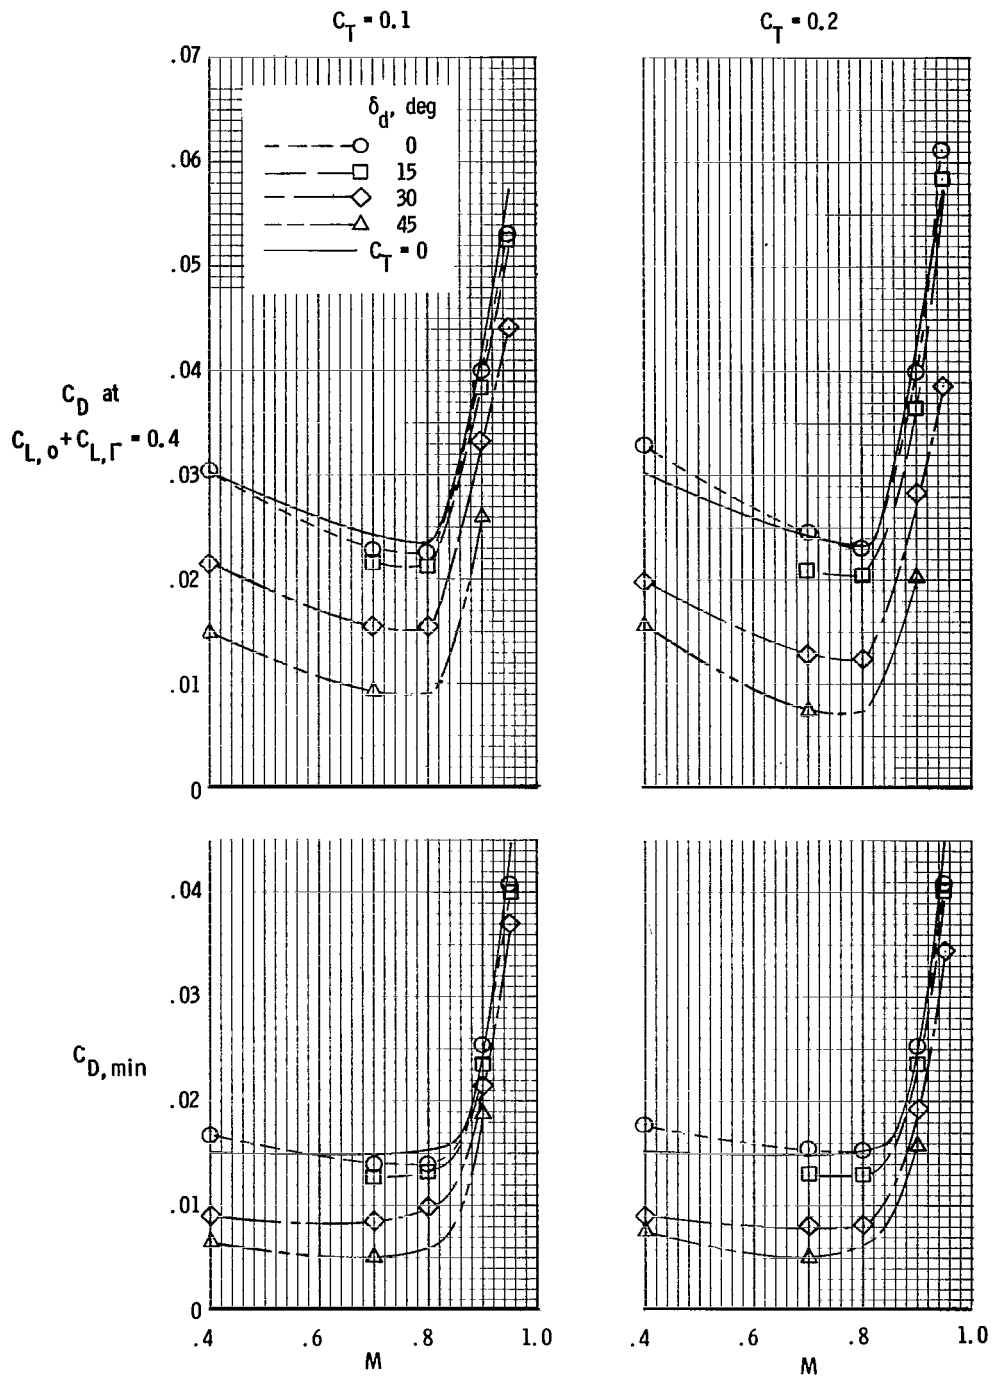 C_T = 0.1
C_T = 0.2
.07
.06
.05
.04
.03
.02
.01
0
δ_d, deg
0
15
30
45
C_T = 0
C_D at
C_L,o + C_L,Γ = 0.4
.04
.03
.02
.01
0
C_D,min
.4 .6 .8 1.0
M
.4 .6 .8 1.0
M